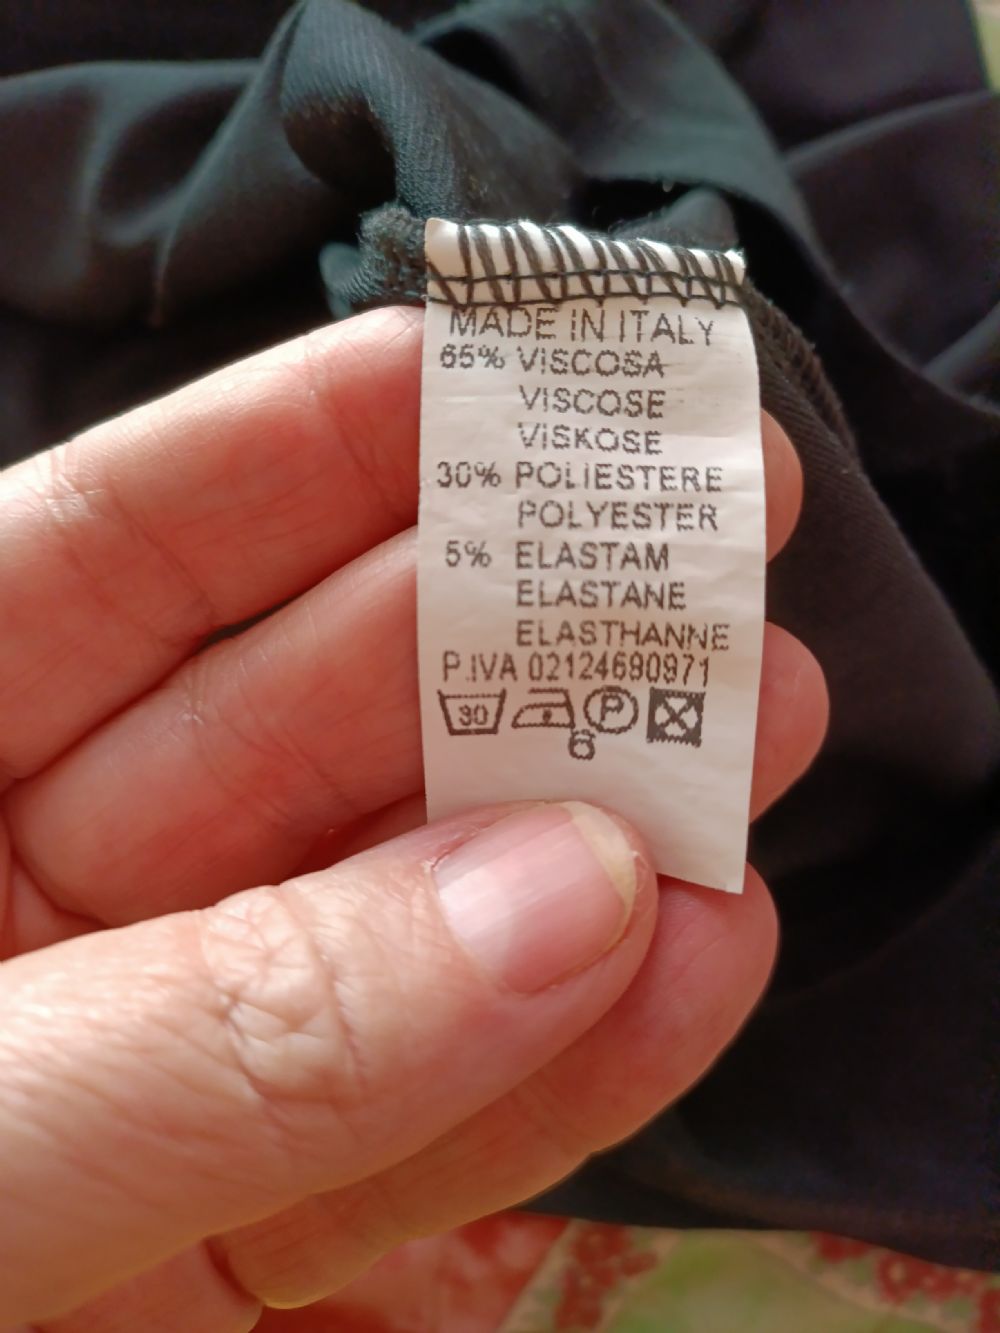 MADE IN ITALY
65% VISCOSA
VISCOSE
VISKOSE
30% POLIESTERE
POLYESTER
5% ELASTAM
ELASTANE
ELASTHANNE
P.IVA 02124690971
30 P
6